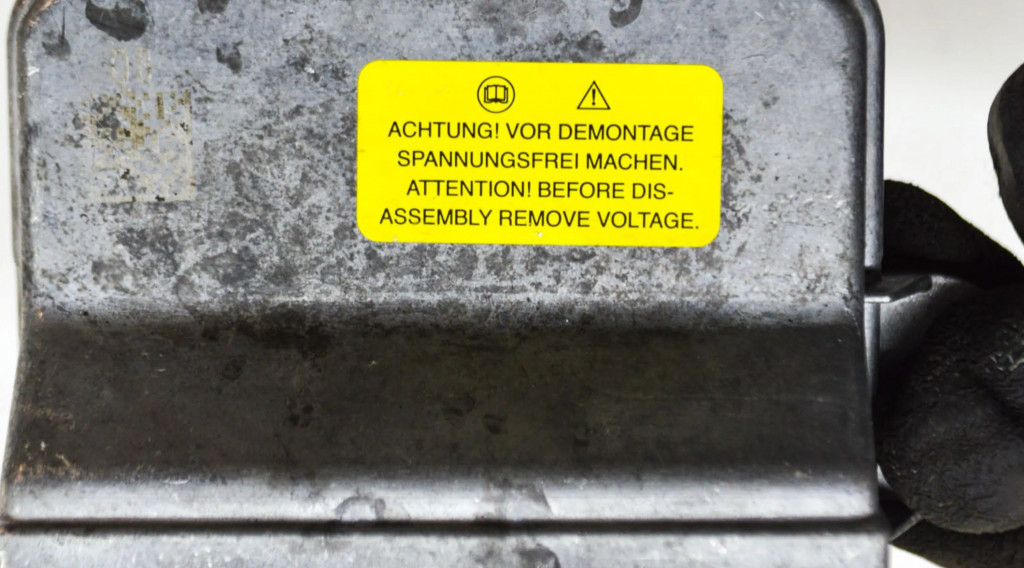 ACHTUNG! VOR DEMONTAGE
SPANNUNGSFREI MACHEN.
ATTENTION! BEFORE DIS-
ASSEMBLY REMOVE VOLTAGE.